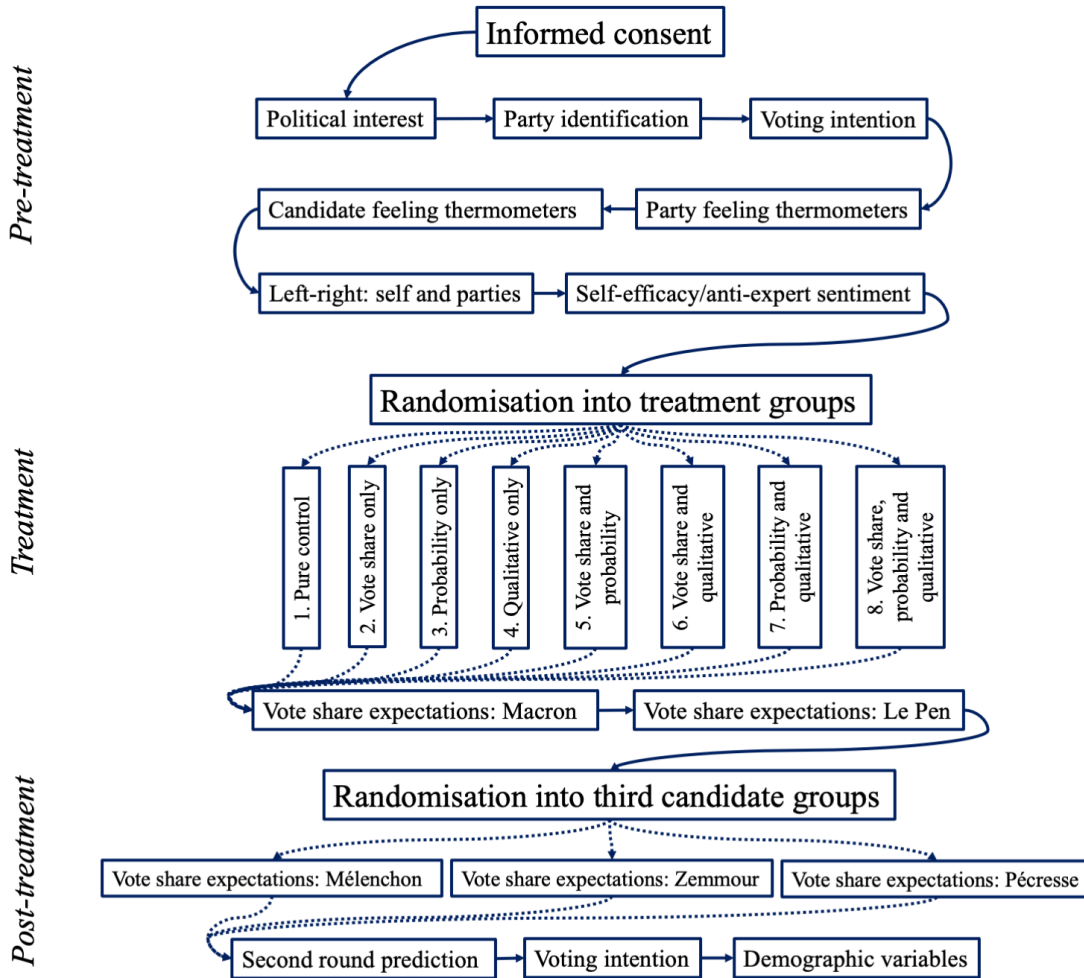 Informed consent
Pre-treatment
Political interest
Party identification
Voting intention
Candidate feeling thermometers
Party feeling thermometers
Left-right: self and parties
Self-efficacy/anti-expert sentiment
Randomisation into treatment groups
Treatment
1. Pure control
2. Vote share only
3. Probability only
4. Qualitative only
5. Vote share and
probability
6. Vote share and
qualitative
7. Probability and
qualitative
8. Vote share,
probability and
qualitative
Vote share expectations: Macron
Vote share expectations: Le Pen
Post-treatment
Randomisation into third candidate groups
Vote share expectations: Mélenchon
Vote share expectations: Zemmour
Vote share expectations: Pécresse
Second round prediction
Voting intention
Demographic variables